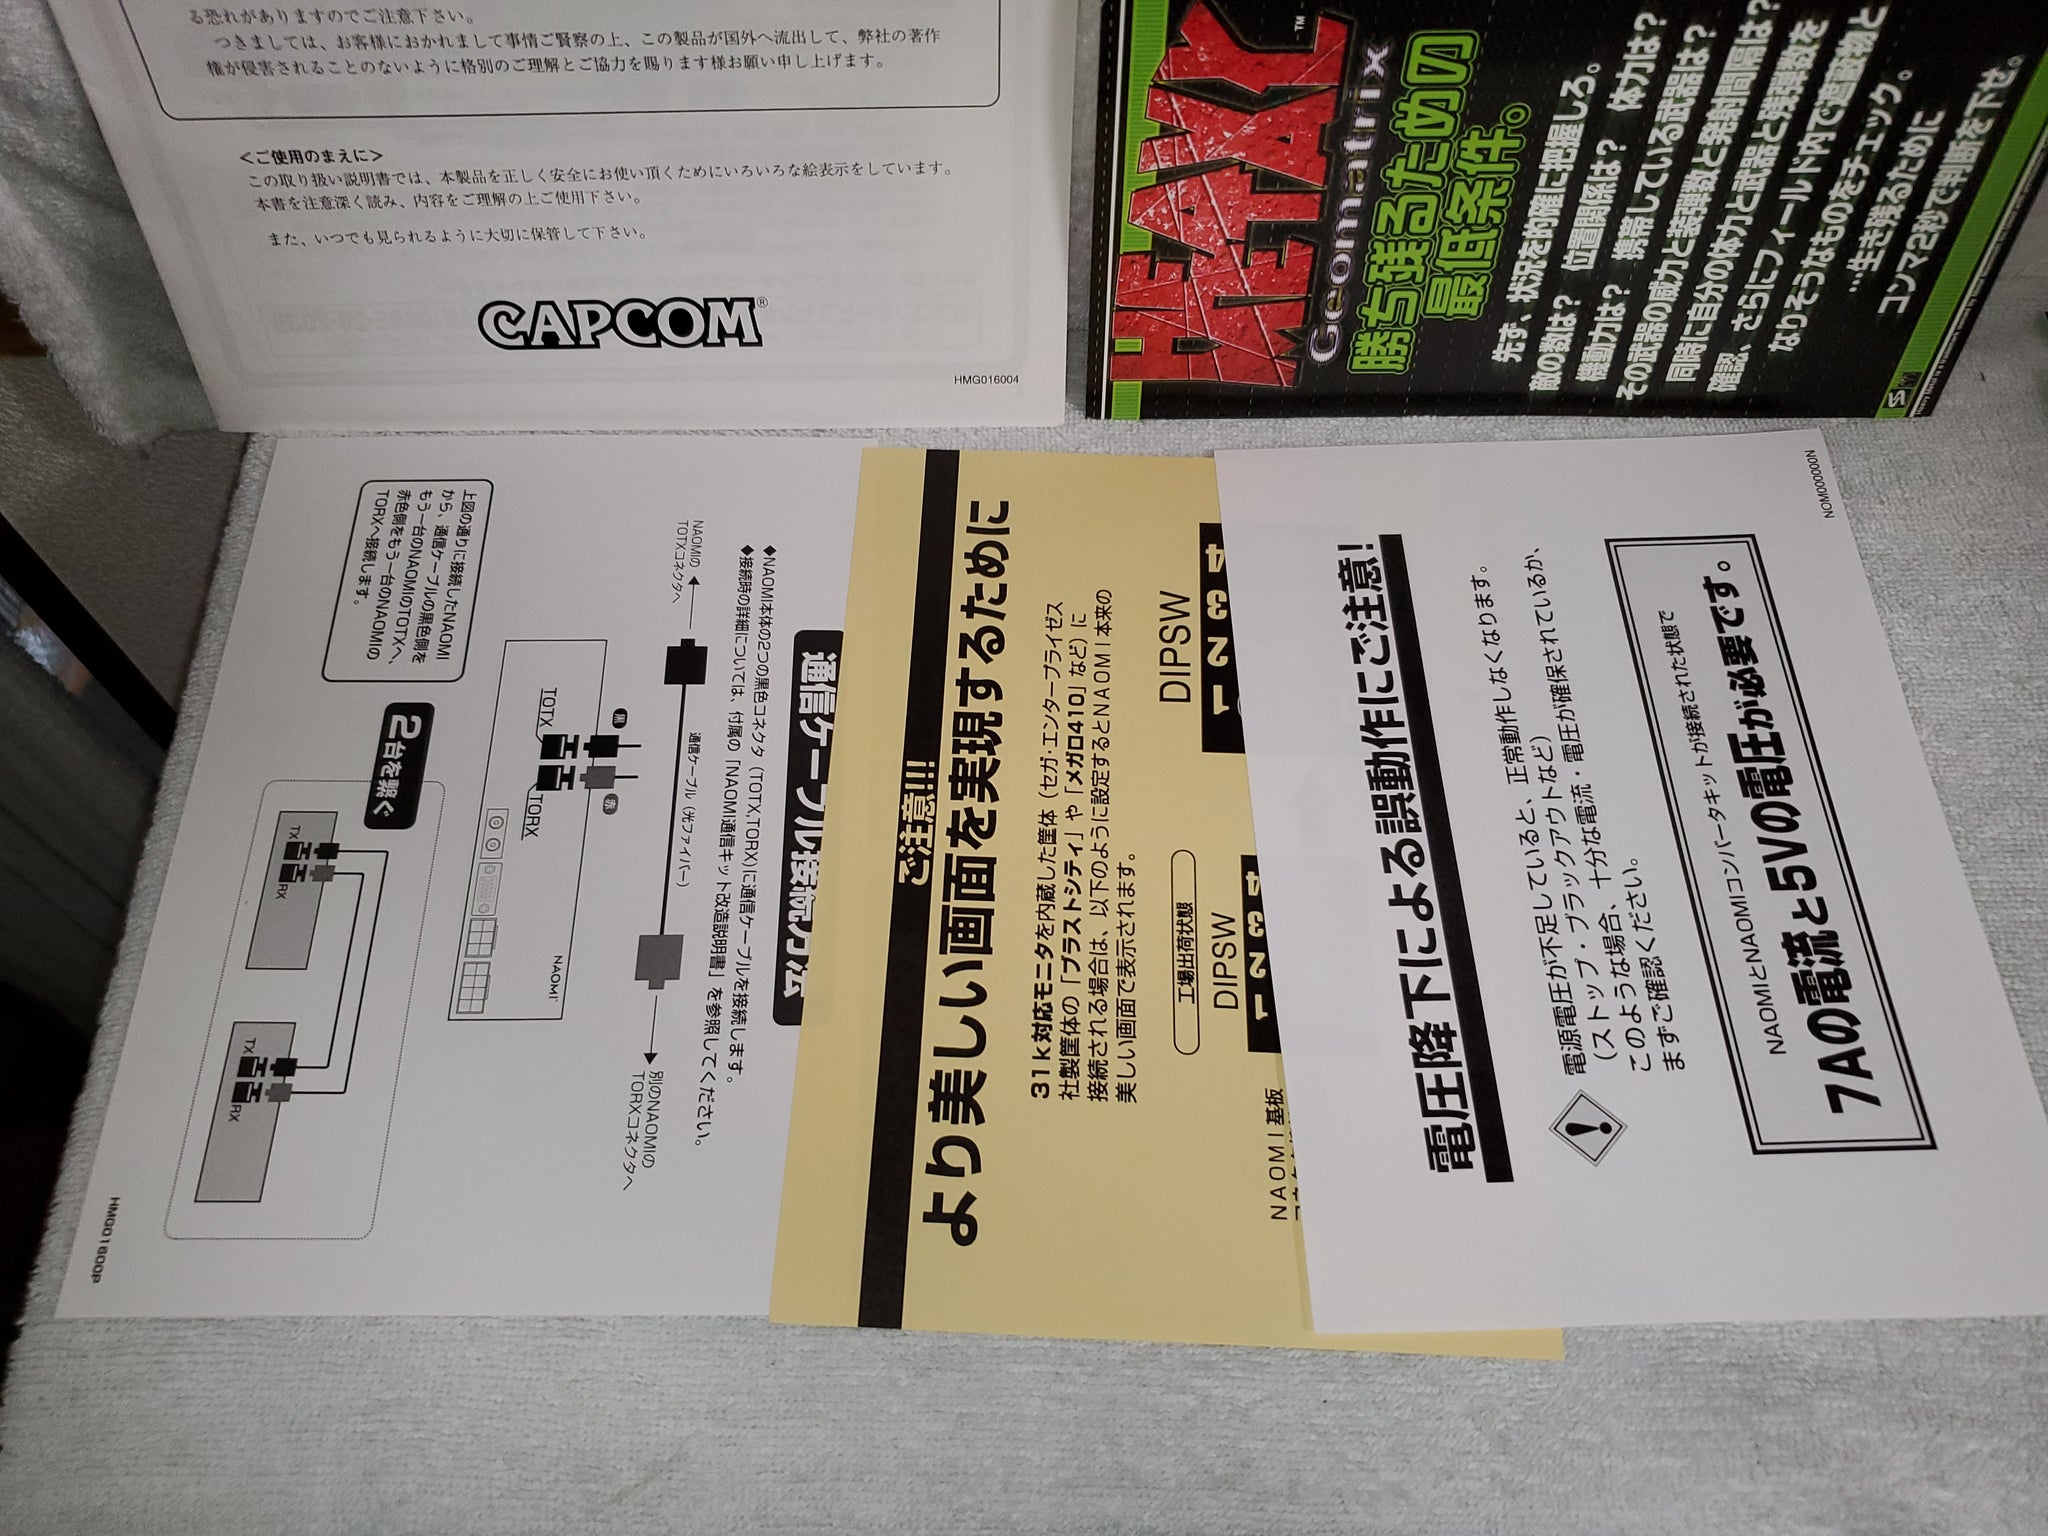 る恐れがありますのでご注意下さい。
つきましては、お客様におかれまして事情ご賢察の上、この製品が国外へ流出して、弊社の著作
権が侵害されることのないように格別のご理解とご協力を賜ります様お願い申し上げます。
＜ご使用のまえに＞
この取り扱い説明書では、本製品を正しく安全にお使い頂くためにいろいろな絵表示をしています。
本書を注意深く読み、内容をご理解の上ご使用下さい。
また、いつでも見られるように大切に保管して下さい。
CAPCOM®
HMG016004
HEAVY METAL™
Geomatrix
勝ち残るための
最低条件。
先ず、状況を的確に把握しろ。
敵の数は？ 位置関係は？ 体力は？
機動力は？ 携帯している武器は？
その武器の威力と装弾数と発射間隔は？
同時に自分の体力と武器と残弾数を
確認、さらにフィールド内で遮蔽物と
なりそうなものをチェック。
…生き残るために
コンマ2秒で判断を下せ。
通信ケーブル接続方法
◆NAOMI本体の2つの黒色コネクタ（TOTX,TORX)に通信ケーブルを接続します。
◆接続時の詳細については、付属の「NAOMI通信キット改造説明書」を参照してください。
NAOMIの
TOTXコネクタへ
通信ケーブル（光ファイバー）
別のNAOMIの
TORXコネクタへ
TOTX
TORX
黒
赤
NAOMI
2台を繋ぐ
上図の通りに接続したNAOMI
から、通信ケーブルの黒色側を
もう一台のNAOMIのTOTXへ、
赤色側をもう一台のNAOMIの
TORXへ接続します。
TX
RX
TX
RX
HMG01600P
ご注意!!!!
より美しい画面を実現するために
31k対応モニタを内蔵した筐体（セガ・エンタープライゼス
社製筐体の「ブラストシティ」や「メガロ410」など）に
接続される場合は、以下のように設定するとNAOMI本来の
美しい画面で表示されます。
工場出荷状態
DIPSW
1 2 3 4
DIPSW
1 2 3 4
NAOMI基板
NOM000000N
電圧降下による誤動作にご注意！
電源電圧が不足していると、正常動作しなくなります。
（ストップ・ブラックアウトなど）
このような場合、十分な電流・電圧が確保されているか、
まずご確認ください。
NAOMIとNAOMIコンバータキットが接続された状態で
7Aの電流と5Vの電圧が必要です。